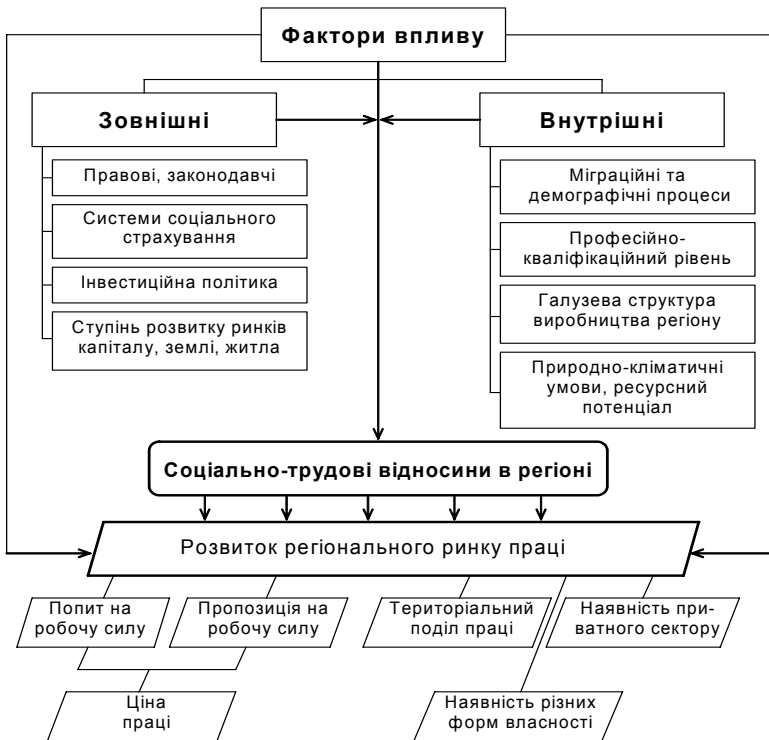 Фактори впливу
Зовнішні
Внутрішні
Правові, законодавчі
Системи соціального
страхування
Інвестиційна політика
Ступінь розвитку ринків
капіталу, землі, житла
Міграційні та
демографічні процеси
Професійно-
кваліфікаційний рівень
Галузева структура
виробництва регіону
Природно-кліматичні
умови, ресурсний
потенціал
Соціально-трудові відносини в регіоні
Розвиток регіонального ринку праці
Попит на
робочу силу
Пропозиція на
робочу силу
Територіальний
поділ праці
Наявність при-
ватного сектору
Ціна
праці
Наявність різних
форм власності